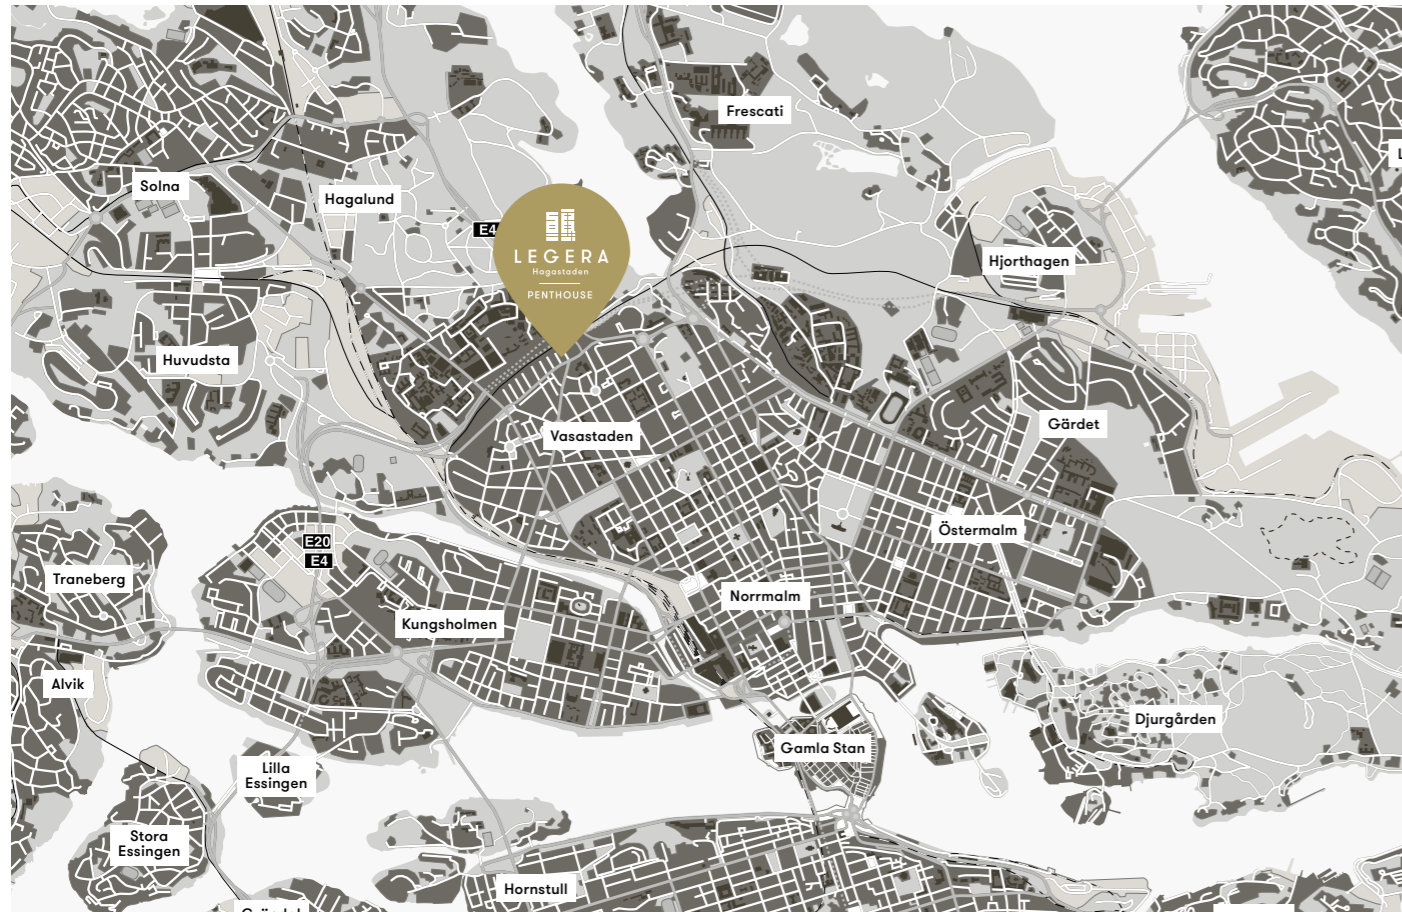 Frescati
Solna
Hagalund
E4
LEGERA
Hagastaden
PENTHOUSE
Hjorthagen
Huvudsta
Gärdet
Vasastaden
Östermalm
E20
E4
Traneberg
Norrmalm
Kungsholmen
Alvik
Djurgården
Gamla Stan
Lilla
Essingen
Stora
Essingen
Hornstull